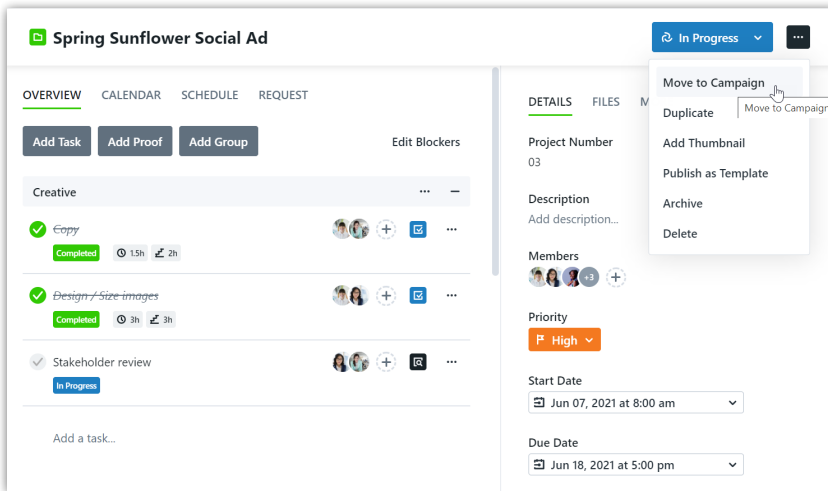 Spring Sunflower Social Ad
In Progress
...
OVERVIEW CALENDAR SCHEDULE REQUEST
Add Task Add Proof Add Group Edit Blockers
Creative
Copy
Completed 1.5h 2h
Design / Size images
Completed 3h 3h
Stakeholder review
In Progress
Add a task...
Move to Campaign
Move to Campaign
Duplicate
Add Thumbnail
Publish as Template
Archive
Delete
DETAILS FILES M
Project Number
03
Description
Add description...
Members
+3
Priority
High
Start Date
Jun 07, 2021 at 8:00 am
Due Date
Jun 18, 2021 at 5:00 pm